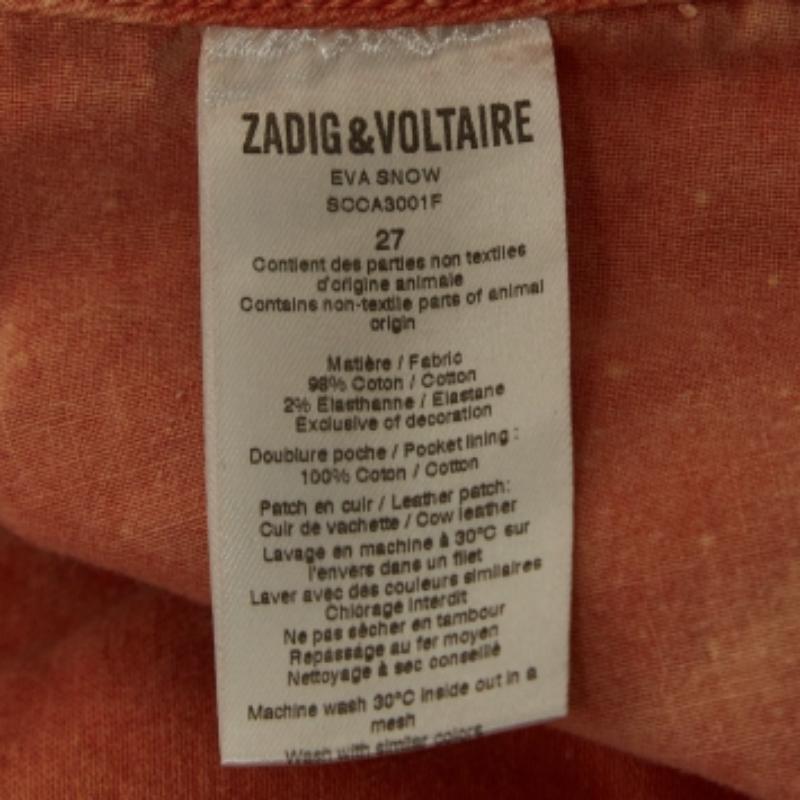 ZADIG&VOLTAIRE
EVA SNOW
SCCA3001F
27
Contient des parties non textiles
d'origine animale
Contains non-textile parts of animal
origin
Matière / Fabric
98% Coton / Cotton
2% Elasthanne / Elastane
Exclusive of decoration
Doublure poche / Pocket lining :
100% Coton / Cotton
Patch en cuir / Leather patch:
Cuir de vachette / Cow leather
Lavage en machine à 30°C sur
l'envers dans un filet
Laver avec des couleurs similaires
Chlorage interdit
Ne pas sécher en tambour
Repassage au fer moyen
Nettoyage à sec conseillé
Machine wash 30°C inside out in a
mesh
Wash with similar colors